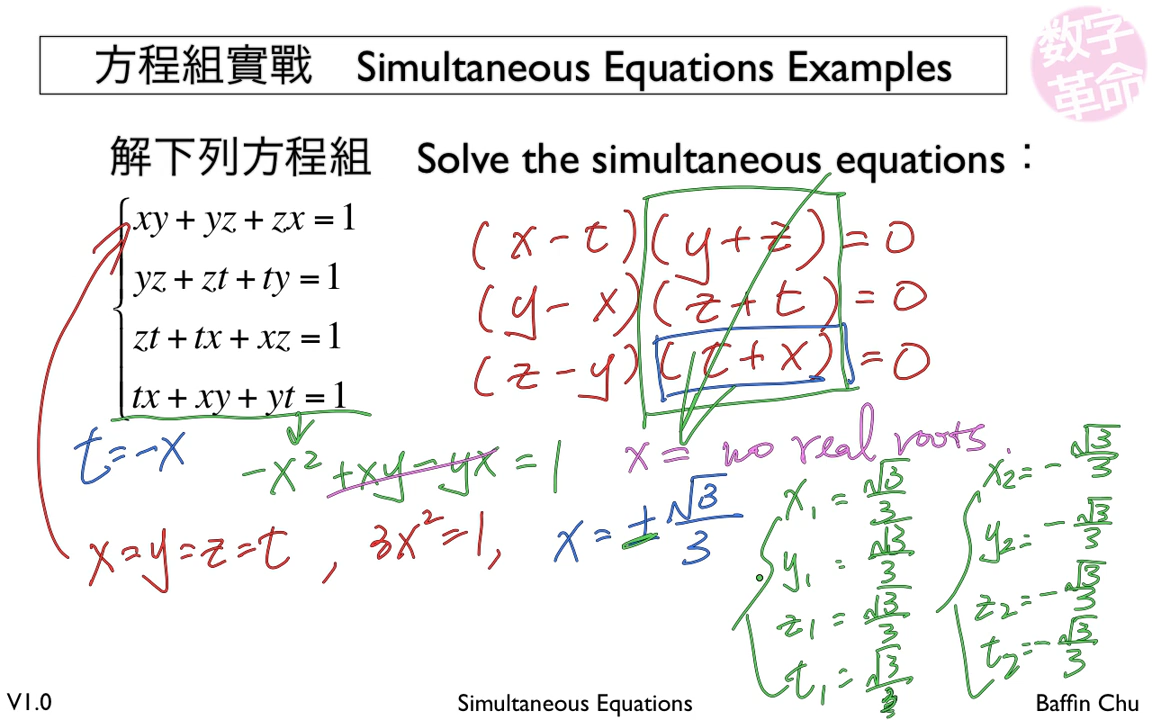 数字
革命
方程組實戰 Simultaneous Equations Examples
解下列方程組 Solve the simultaneous equations：
xy + yz + zx = 1
yz + zt + ty = 1
zt + tx + xz = 1
tx + xy + yt = 1
(x - t)(y + z) = 0
(y - x)(z + t) = 0
(z - y)(t + x) = 0
t = -x
-x² +xy - yx = 1
x = no real roots.
x = y = z = t , 3x² = 1, x = ± √3/3
x₁ = √3/3
y₁ = √3/3
z₁ = √3/3
t₁ = √3/3
x₂ = - √3/3
y₂ = - √3/3
z₂ = - √3/3
t₂ = - √3/3
V1.0 Simultaneous Equations Baffin Chu